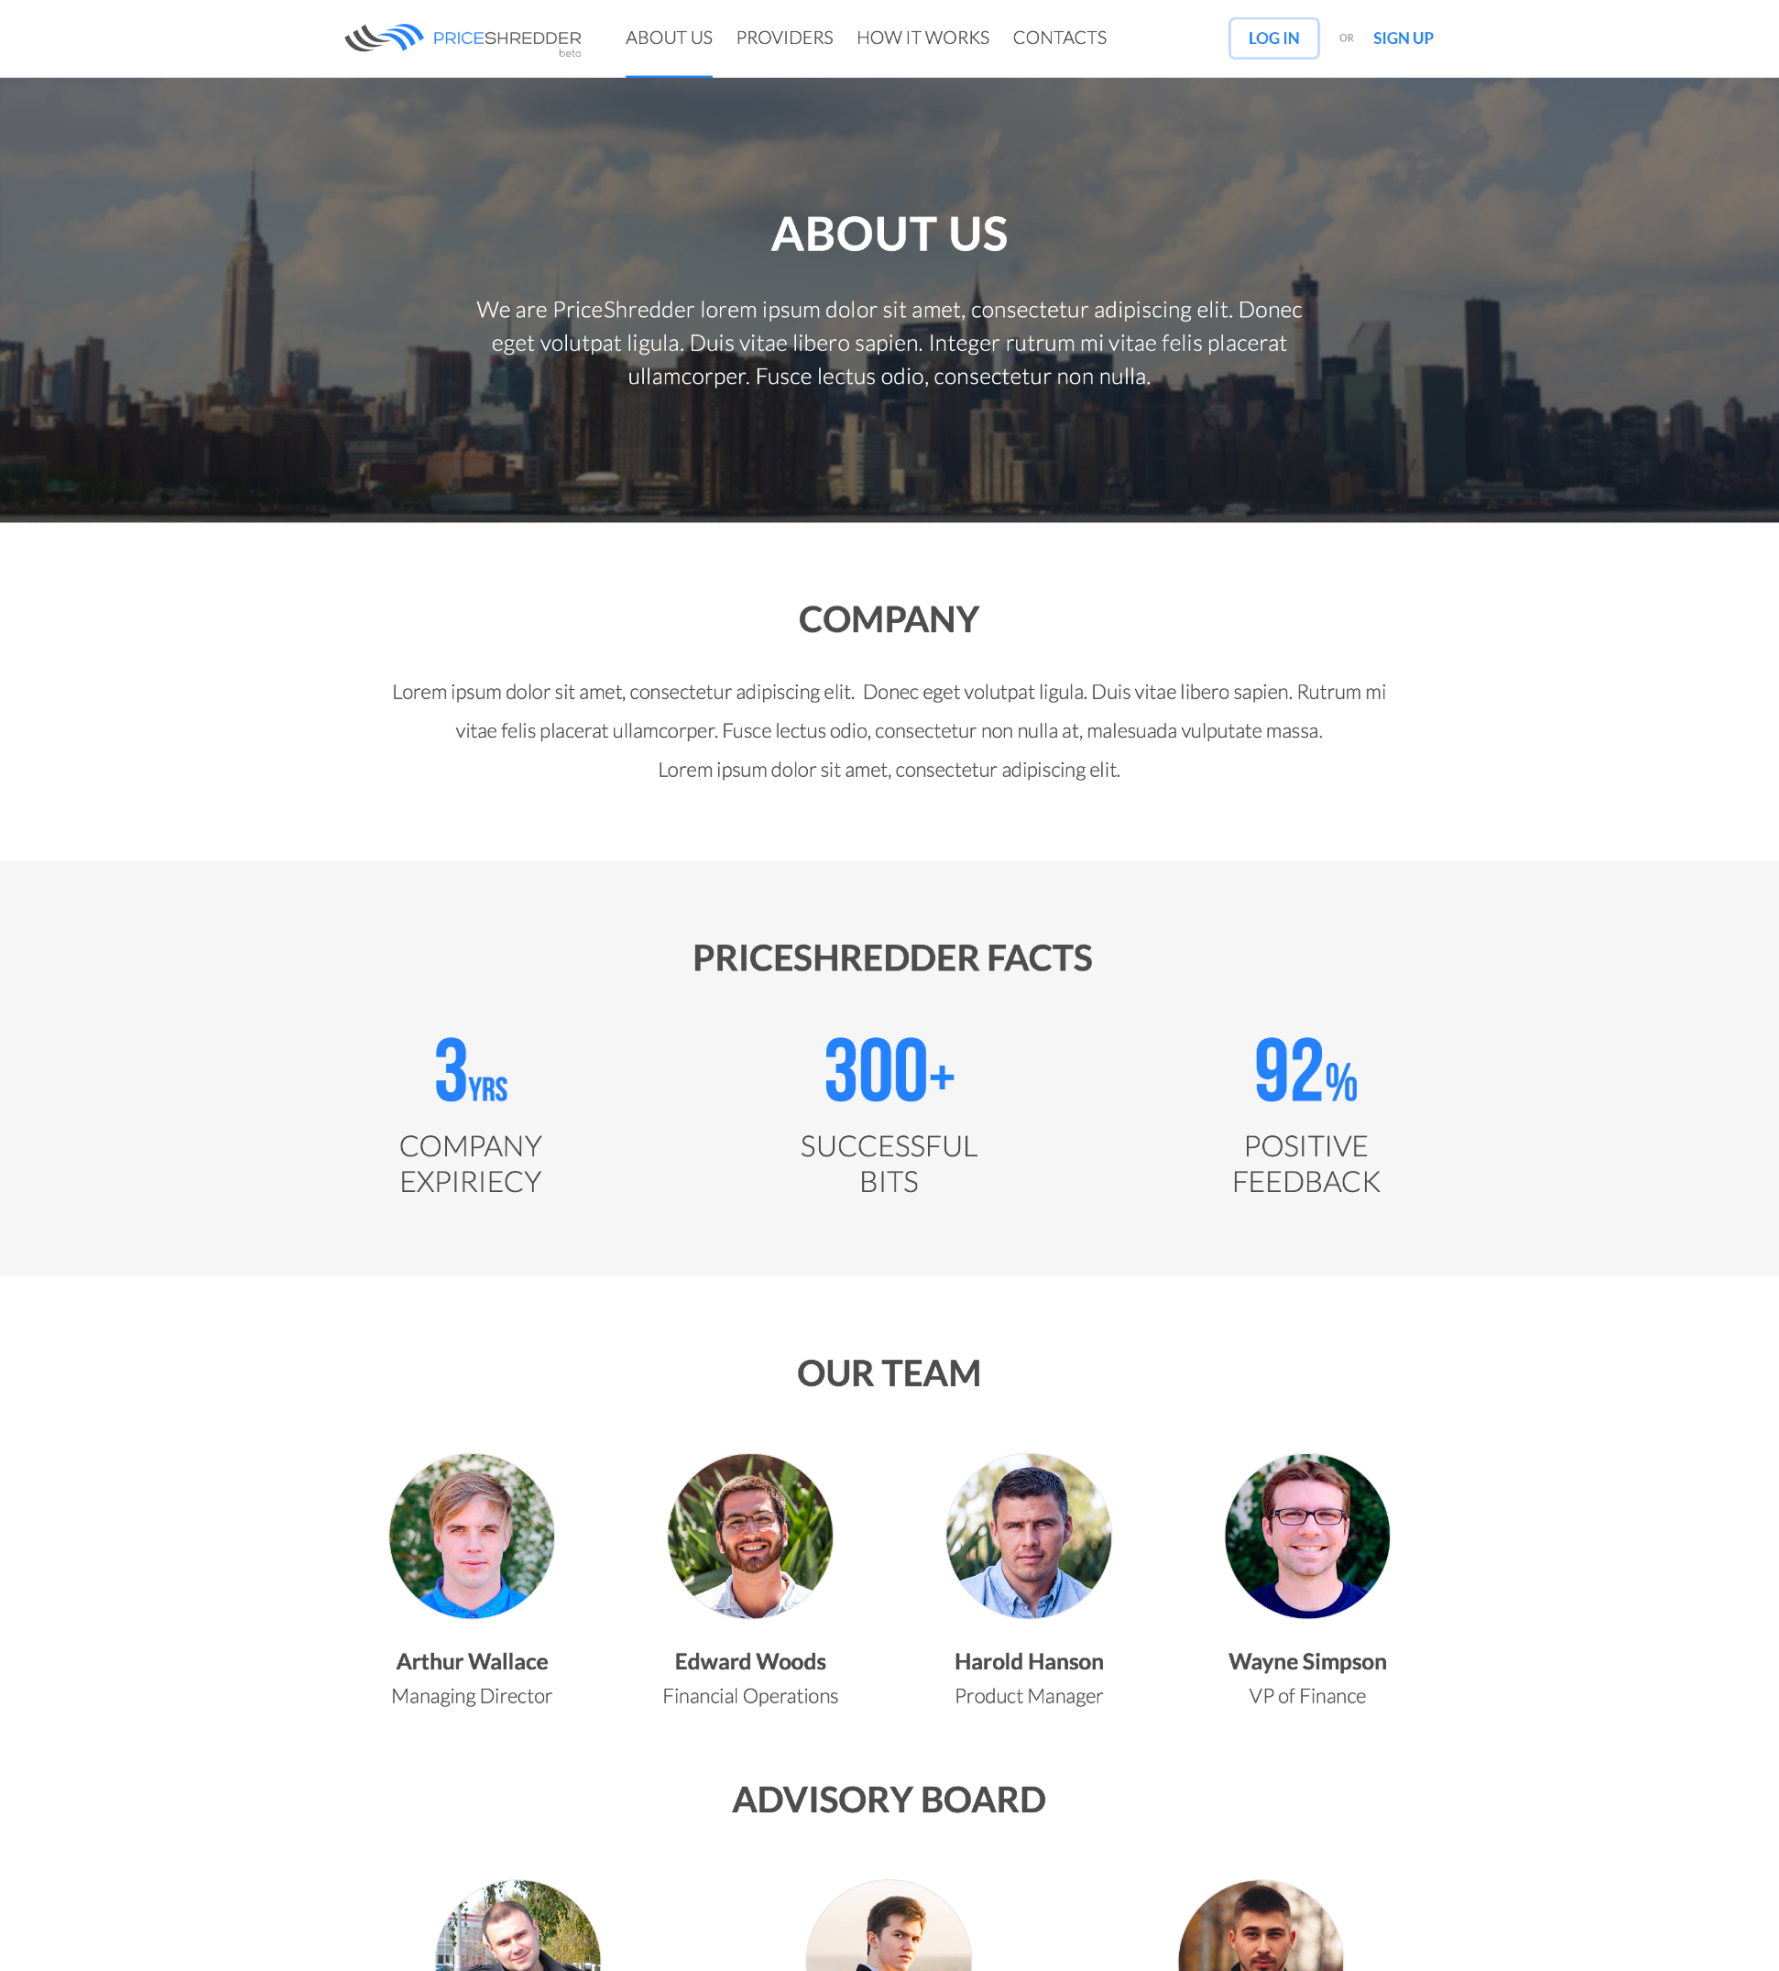 PRICESHREDDER
beta
ABOUT US
PROVIDERS
HOW IT WORKS
CONTACTS
LOG IN
OR
SIGN UP
ABOUT US
We are PriceShredder lorem ipsum dolor sit amet, consectetur adipiscing elit. Donec
eget volutpat ligula. Duis vitae libero sapien. Integer rutrum mi vitae felis placerat
ullamcorper. Fusce lectus odio, consectetur non nulla.
COMPANY
Lorem ipsum dolor sit amet, consectetur adipiscing elit.  Donec eget volutpat ligula. Duis vitae libero sapien. Rutrum mi
vitae felis placerat ullamcorper. Fusce lectus odio, consectetur non nulla at, malesuada vulputate massa.
Lorem ipsum dolor sit amet, consectetur adipiscing elit.
PRICESHREDDER FACTS
3YRS
COMPANY
EXPIRIECY
300+
SUCCESSFUL
BITS
92%
POSITIVE
FEEDBACK
OUR TEAM
Arthur Wallace
Managing Director
Edward Woods
Financial Operations
Harold Hanson
Product Manager
Wayne Simpson
VP of Finance
ADVISORY BOARD